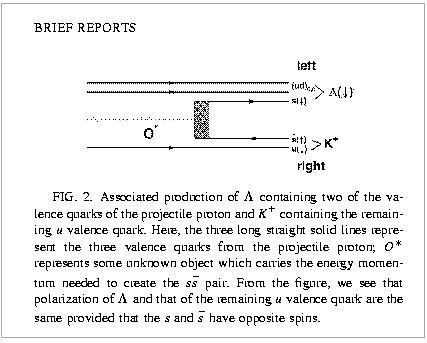 BRIEF REPORTS
left
(ud)₀,₀ > Λ(↓)
s(↓)
O*
s̄(↑) > K⁺
right
FIG. 2. Associated production of Λ containing two of the va-
lence quarks of the projectile proton and K⁺ containing the remain-
ing u valence quark. Here, the three long straight solid lines repre-
sent the three valence quarks from the projectile proton; O*
represents some unknown object which carries the energy momen-
tum needed to create the ss̄ pair. From the figure, we see that
polarization of Λ and that of the remaining u valence quark are the
same provided that the s and s̄ have opposite spins.